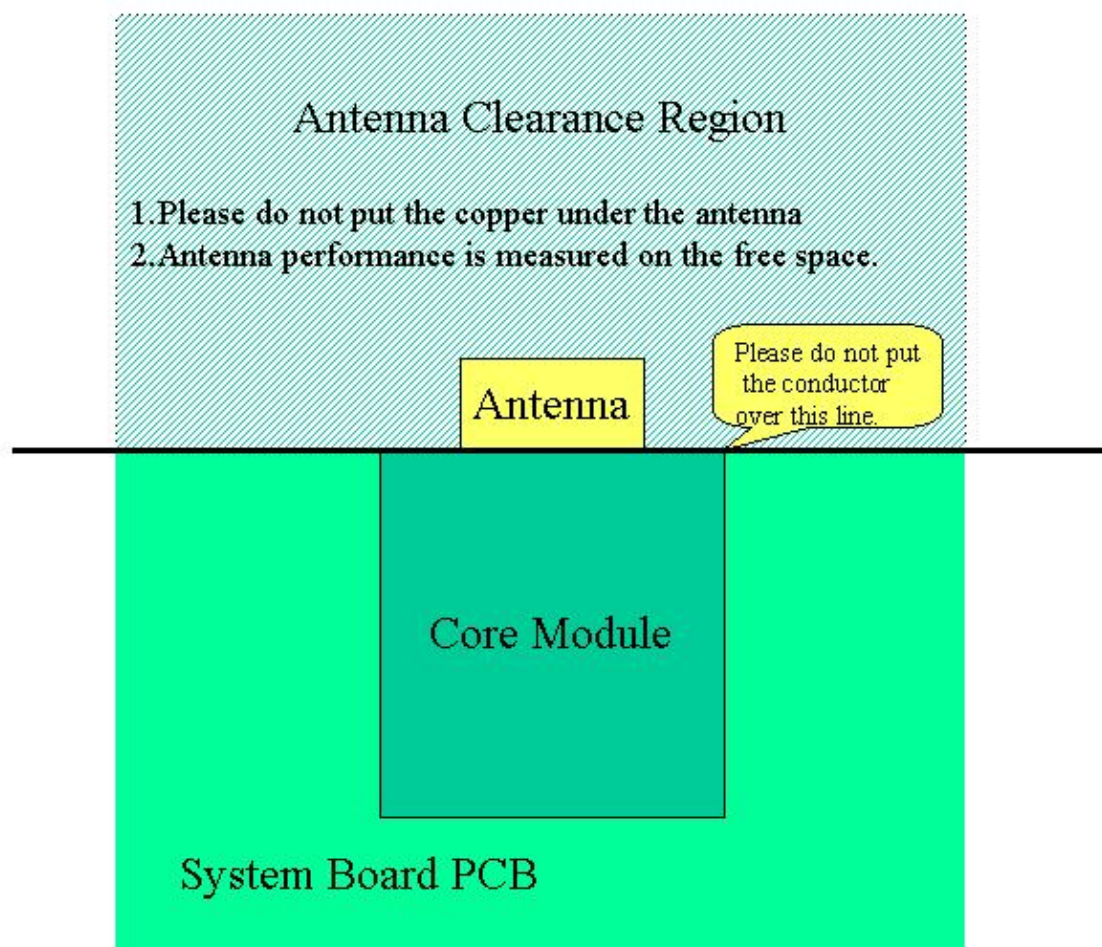 Antenna Clearance Region
1.Please do not put the copper under the antenna
2.Antenna performance is measured on the free space.
Please do not put
the conductor
over this line.
Antenna
Core Module
System Board PCB